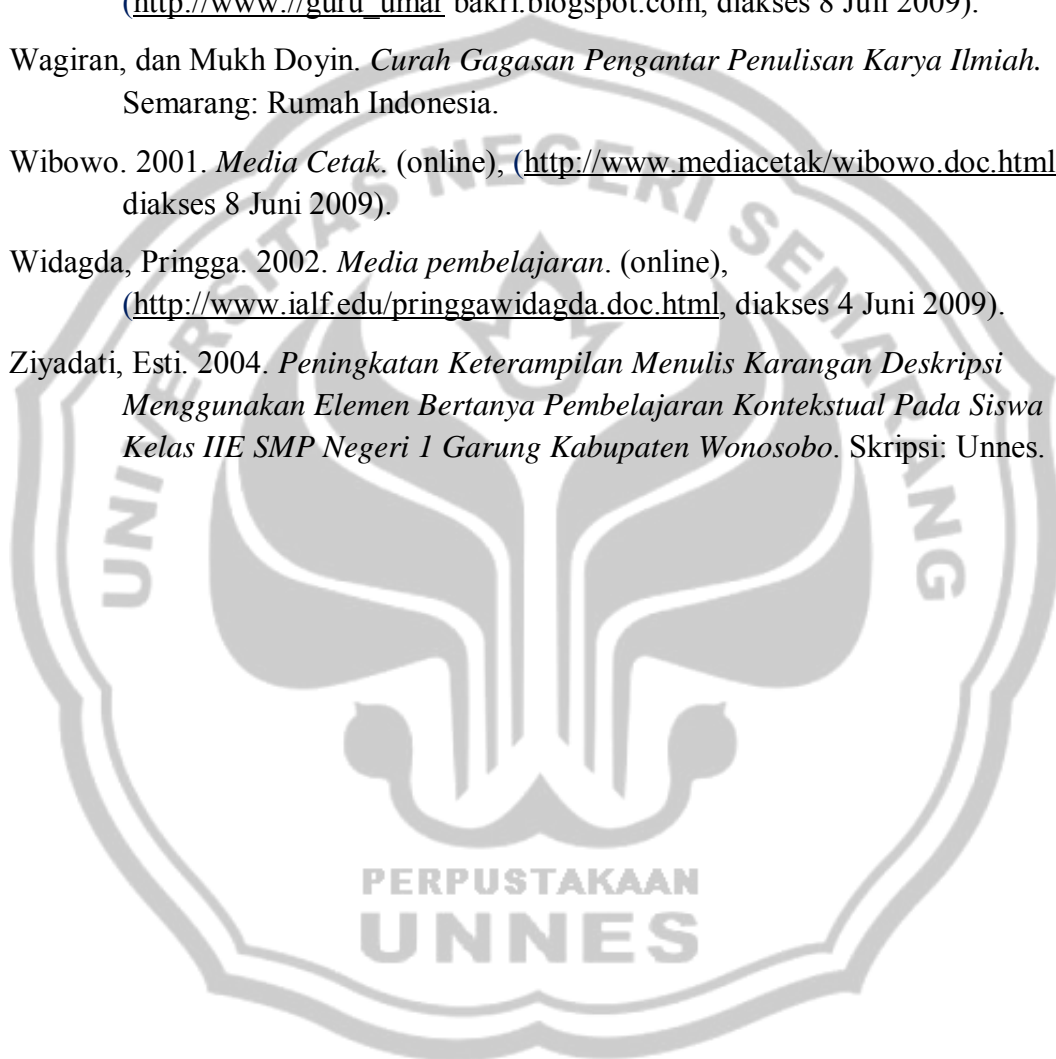 (http://www.//guru_umar bakri.blogspot.com, diakses 8 Juli 2009).
Wagiran, dan Mukh Doyin. Curah Gagasan Pengantar Penulisan Karya Ilmiah.
Semarang: Rumah Indonesia.
Wibowo. 2001. Media Cetak. (online), (http://www.mediacetak/wibowo.doc.html
diakses 8 Juni 2009).
Widagda, Pringga. 2002. Media pembelajaran. (online),
(http://www.ialf.edu/pringgawidagda.doc.html, diakses 4 Juni 2009).
Ziyadati, Esti. 2004. Peningkatan Keterampilan Menulis Karangan Deskripsi
Menggunakan Elemen Bertanya Pembelajaran Kontekstual Pada Siswa
Kelas IIE SMP Negeri 1 Garung Kabupaten Wonosobo. Skripsi: Unnes.
UNIVERSITAS NEGERI SEMARANG
PERPUSTAKAAN
UNNES